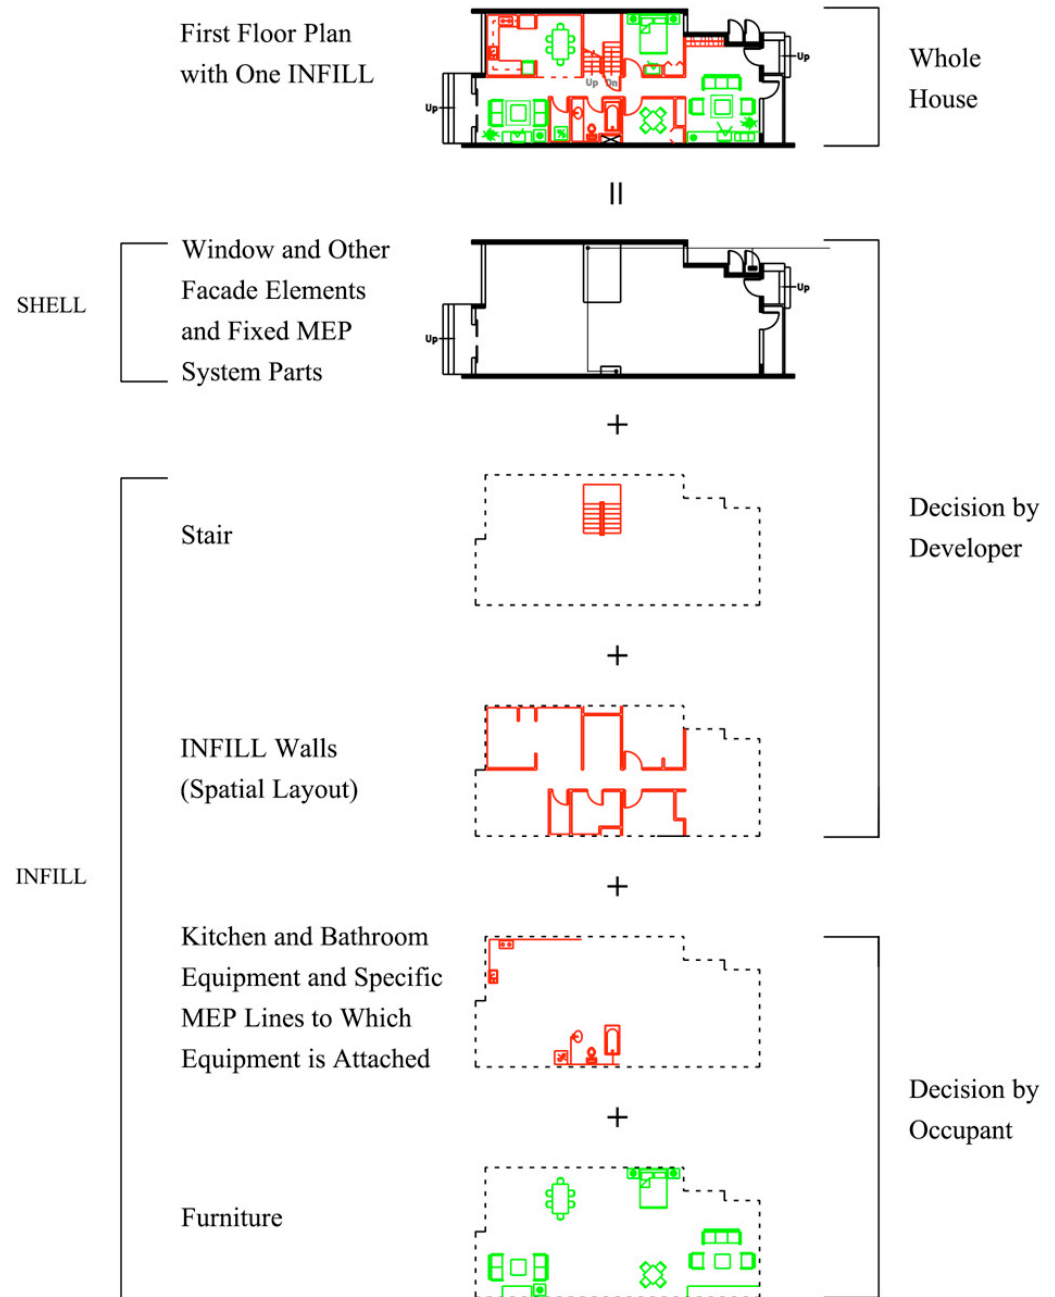 First Floor Plan
with One INFILL
Up Dn
Up
Up
Whole
House
SHELL
Window and Other
Facade Elements
and Fixed MEP
System Parts
Up
Up
Stair
Decision by
Developer
INFILL Walls
(Spatial Layout)
INFILL
Kitchen and Bathroom
Equipment and Specific
MEP Lines to Which
Equipment is Attached
Decision by
Occupant
Furniture